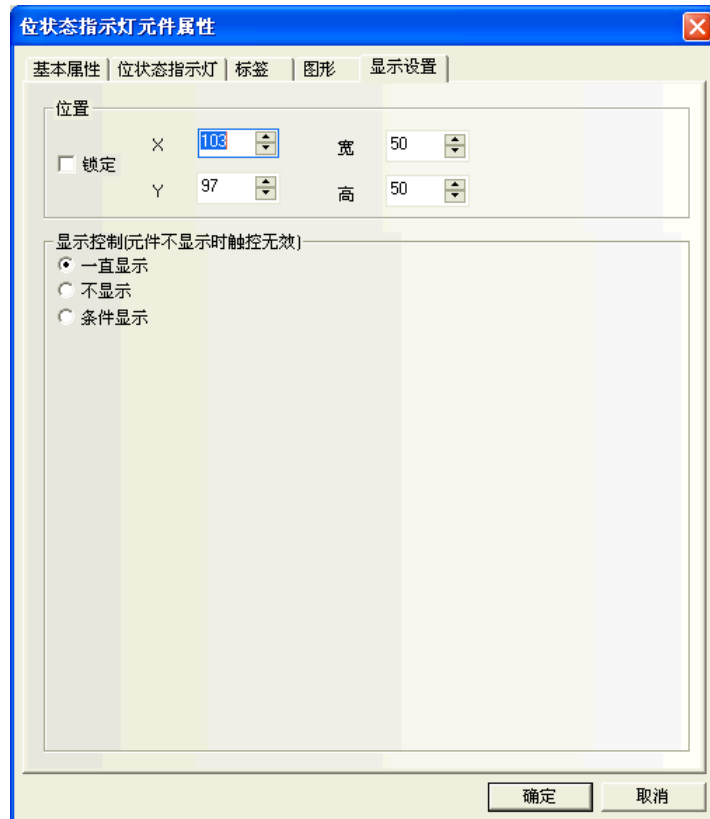 位状态指示灯元件属性
基本属性 位状态指示灯 标签 图形 显示设置
位置
X 103 宽 50
锁定
Y 97 高 50
显示控制(元件不显示时触控无效)
一直显示
不显示
条件显示
确定 取消